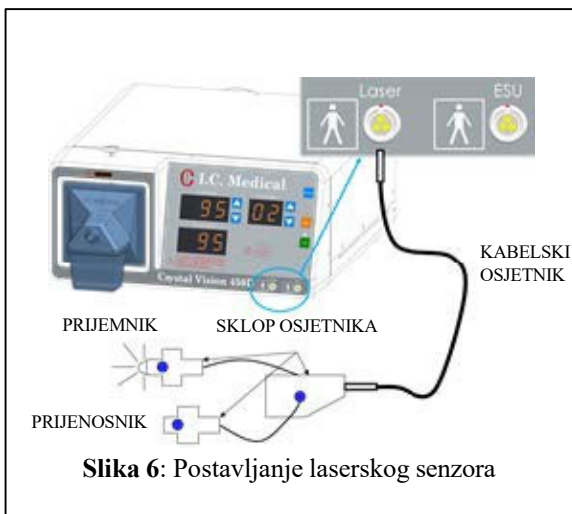 Laser
ESU
I.C. Medical
95
02
95
Crystal Vision 450D
KABELSKI
OSJETNIK
PRIJEMNIK
SKLOP OSJETNIKA
PRIJENOSNIK
Slika 6: Postavljanje laserskog senzora